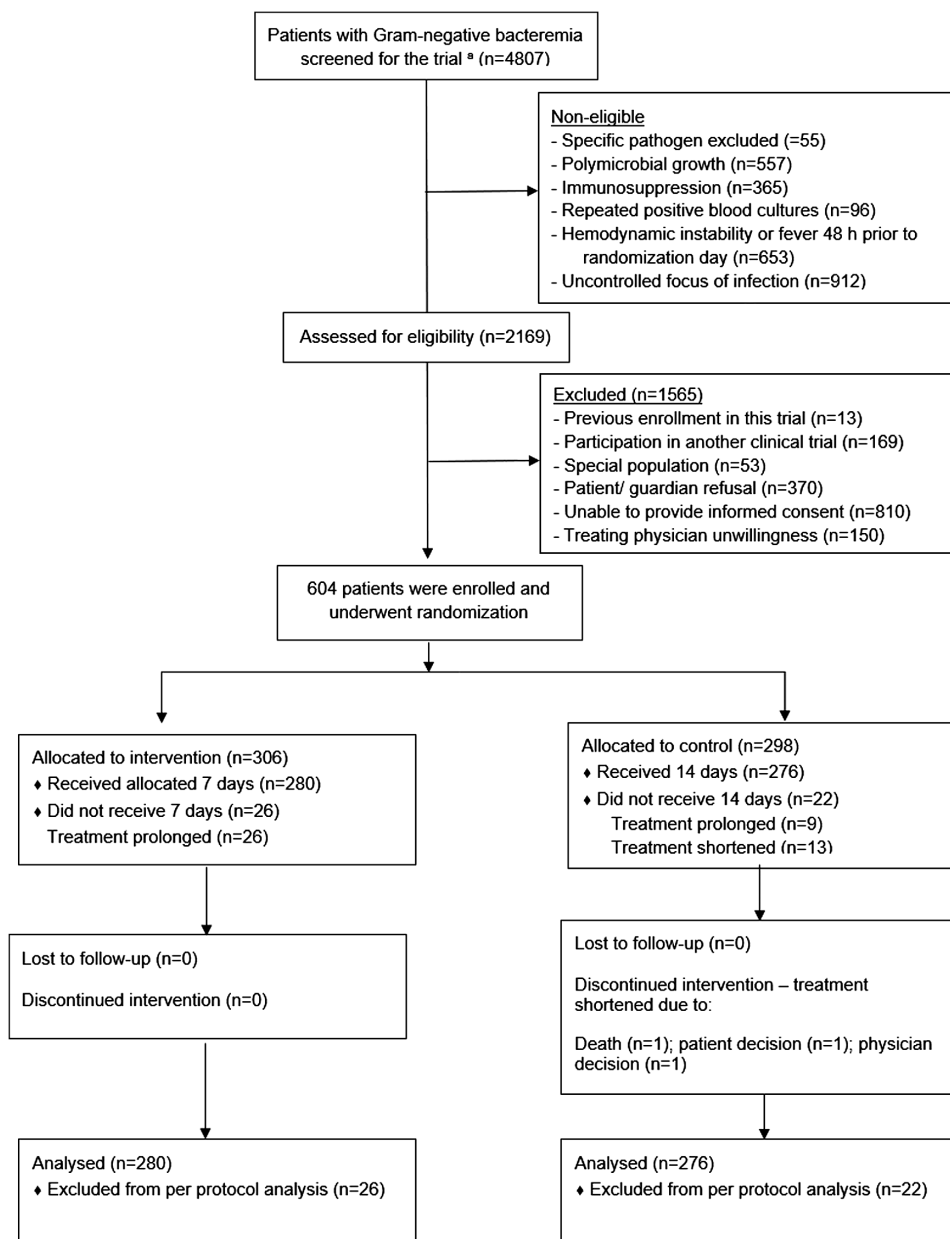 Patients with Gram-negative bacteremia
screened for the trial ª (n=4807)
Non-eligible
- Specific pathogen excluded (=55)
- Polymicrobial growth (n=557)
- Immunosuppression (n=365)
- Repeated positive blood cultures (n=96)
- Hemodynamic instability or fever 48 h prior to
randomization day (n=653)
- Uncontrolled focus of infection (n=912)
Assessed for eligibility (n=2169)
Excluded (n=1565)
- Previous enrollment in this trial (n=13)
- Participation in another clinical trial (n=169)
- Special population (n=53)
- Patient/ guardian refusal (n=370)
- Unable to provide informed consent (n=810)
- Treating physician unwillingness (n=150)
604 patients were enrolled and
underwent randomization
Allocated to intervention (n=306)
♦ Received allocated 7 days (n=280)
♦ Did not receive 7 days (n=26)
Treatment prolonged (n=26)
Allocated to control (n=298)
♦ Received 14 days (n=276)
♦ Did not receive 14 days (n=22)
Treatment prolonged (n=9)
Treatment shortened (n=13)
Lost to follow-up (n=0)
Discontinued intervention (n=0)
Lost to follow-up (n=0)
Discontinued intervention – treatment
shortened due to:
Death (n=1); patient decision (n=1); physician
decision (n=1)
Analysed (n=280)
♦ Excluded from per protocol analysis (n=26)
Analysed (n=276)
♦ Excluded from per protocol analysis (n=22)